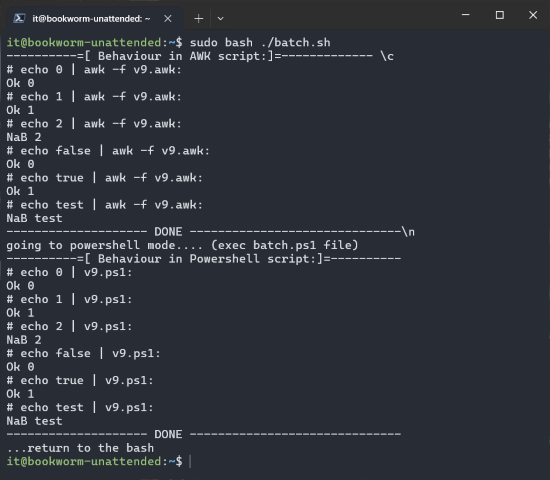 it@bookworm-unattended: ~
it@bookworm-unattended:~$ sudo bash ./batch.sh
----------=[ Behaviour in AWK script:]=------------- \c
# echo 0 | awk -f v9.awk:
Ok 0
# echo 1 | awk -f v9.awk:
Ok 1
# echo 2 | awk -f v9.awk:
NaB 2
# echo false | awk -f v9.awk:
Ok 0
# echo true | awk -f v9.awk:
Ok 1
# echo test | awk -f v9.awk:
NaB test
-------------------- DONE ------------------------------\n
going to powershell mode.... (exec batch.ps1 file)
----------=[ Behaviour in Powershell script:]=----------
# echo 0 | v9.ps1:
Ok 0
# echo 1 | v9.ps1:
Ok 1
# echo 2 | v9.ps1:
NaB 2
# echo false | v9.ps1:
Ok 0
# echo true | v9.ps1:
Ok 1
# echo test | v9.ps1:
NaB test
-------------------- DONE ------------------------------
...return to the bash
it@bookworm-unattended:~$